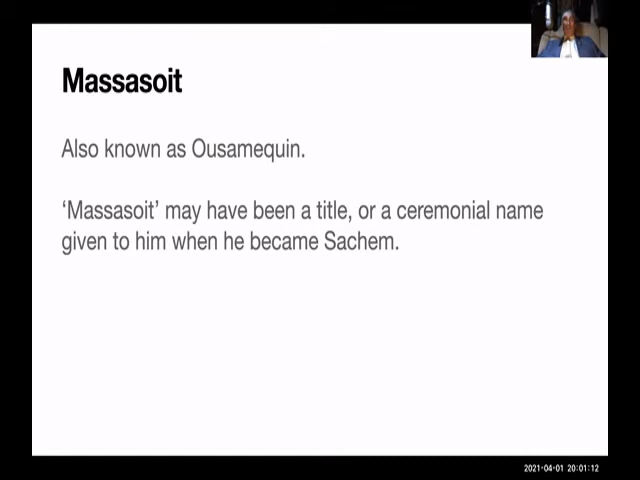 Massasoit
Also known as Ousamequin.
‘Massasoit’ may have been a title, or a ceremonial name
given to him when he became Sachem.
2021-04-01 20:01:12